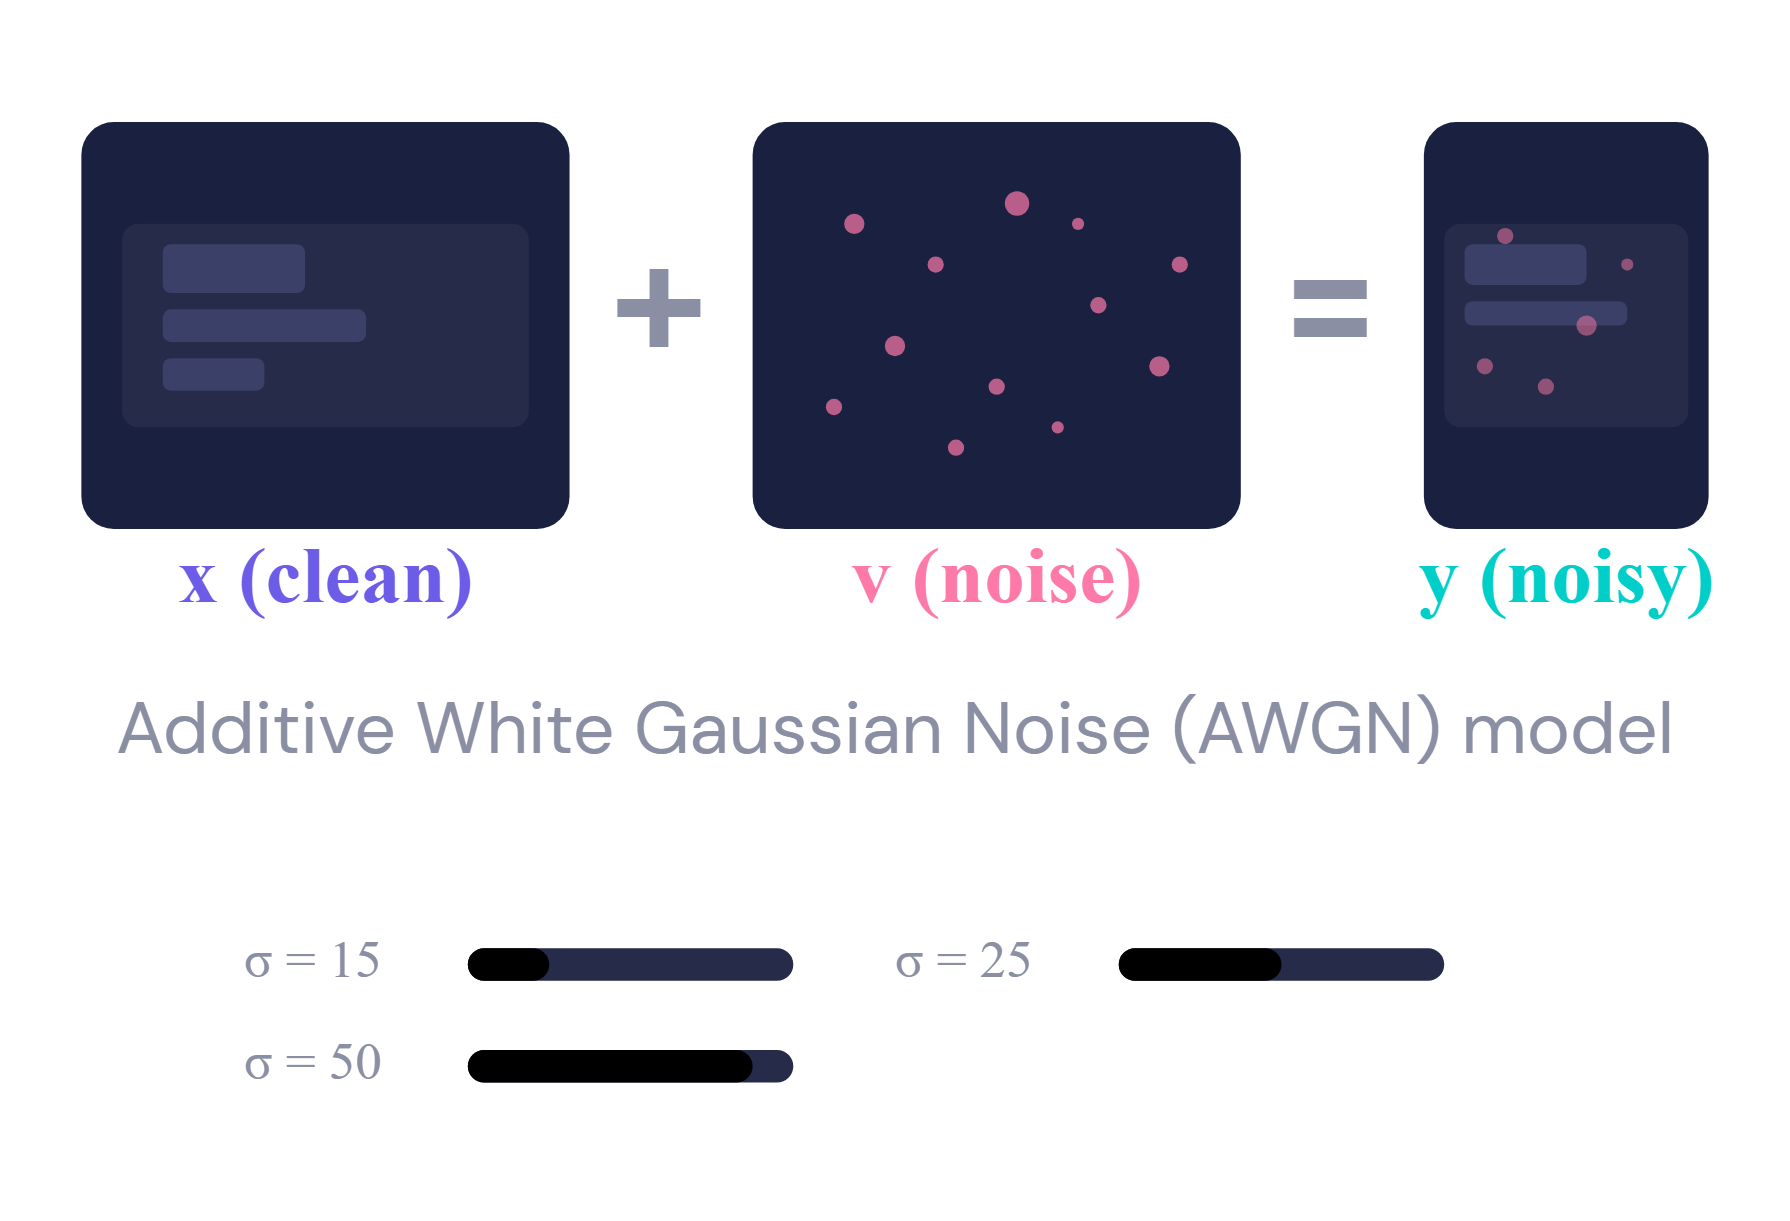 +
=
x (clean)
v (noise)
y (noisy)
Additive White Gaussian Noise (AWGN) model
σ = 15
σ = 25
σ = 50